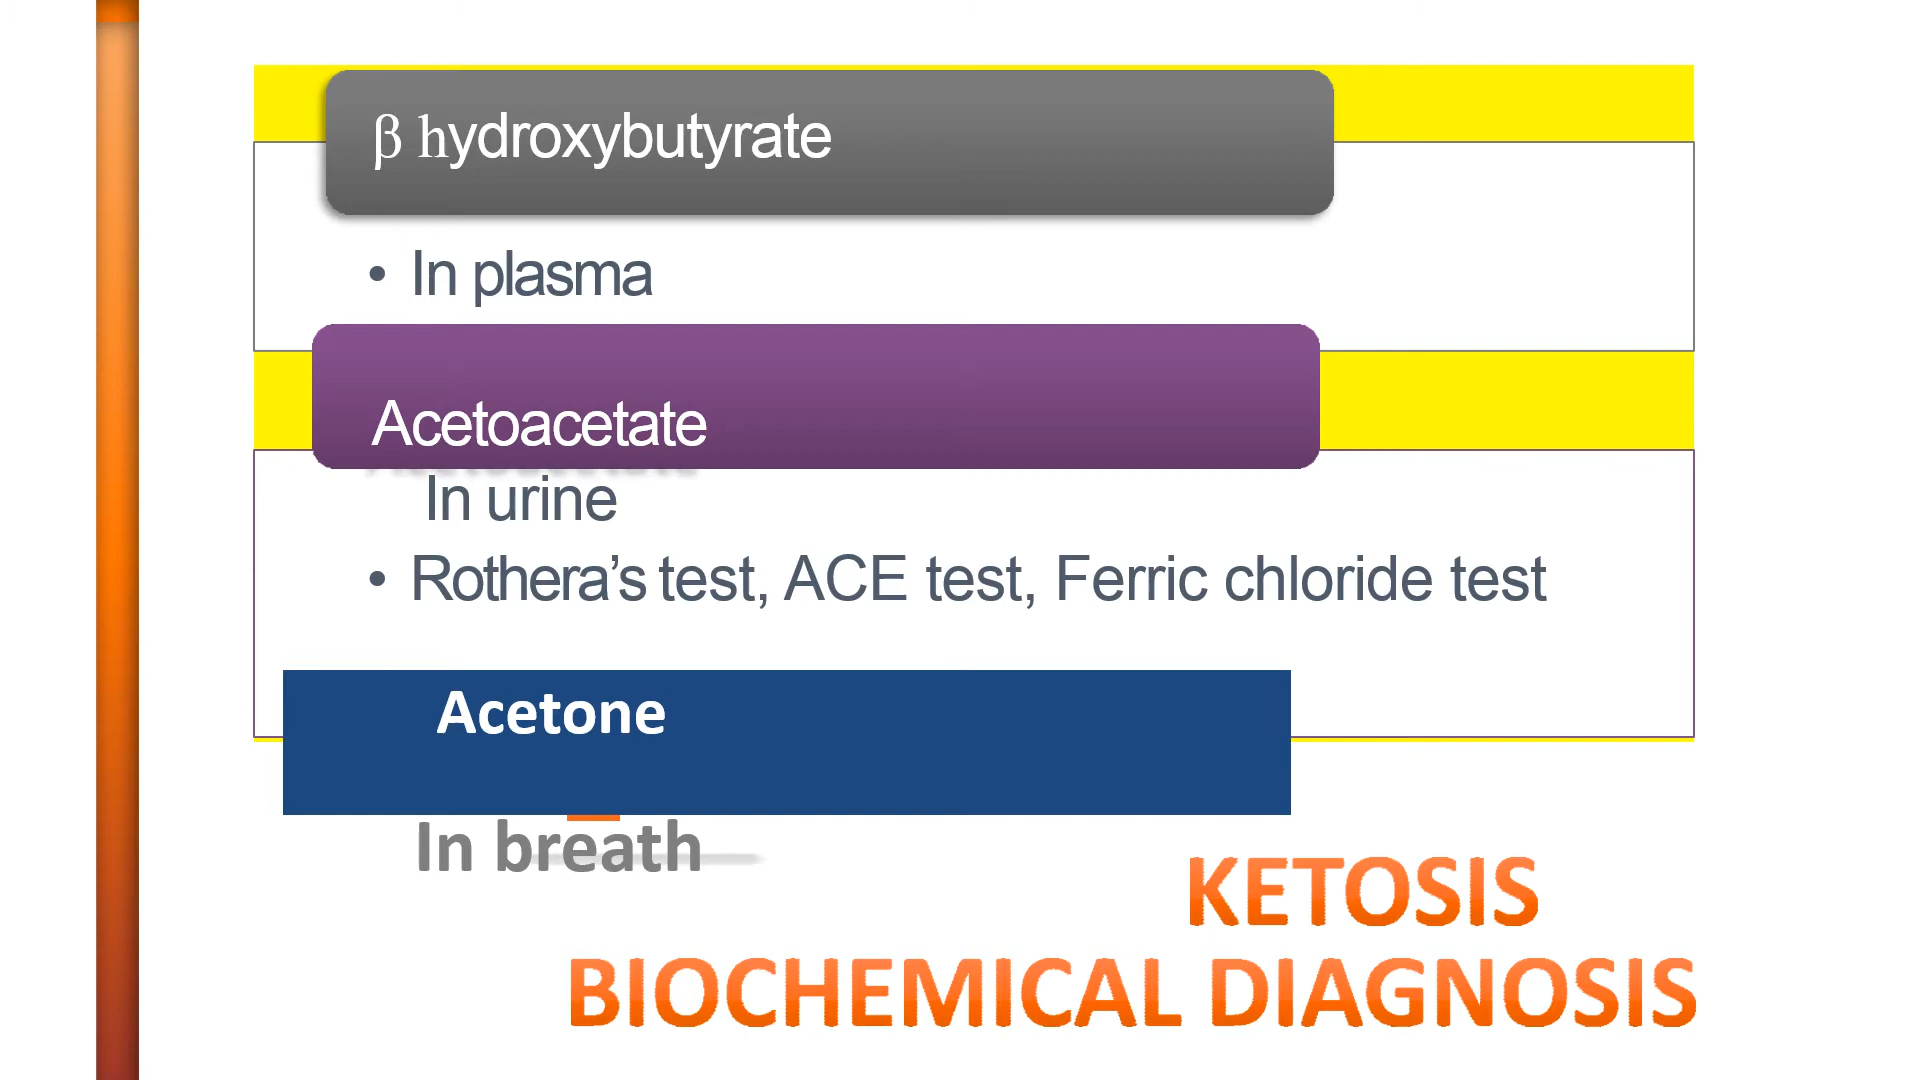 β hydroxybutyrate
• In plasma
Acetoacetate
In urine
• Rothera’s test, ACE test, Ferric chloride test
Acetone
In breath
KETOSIS
BIOCHEMICAL DIAGNOSIS